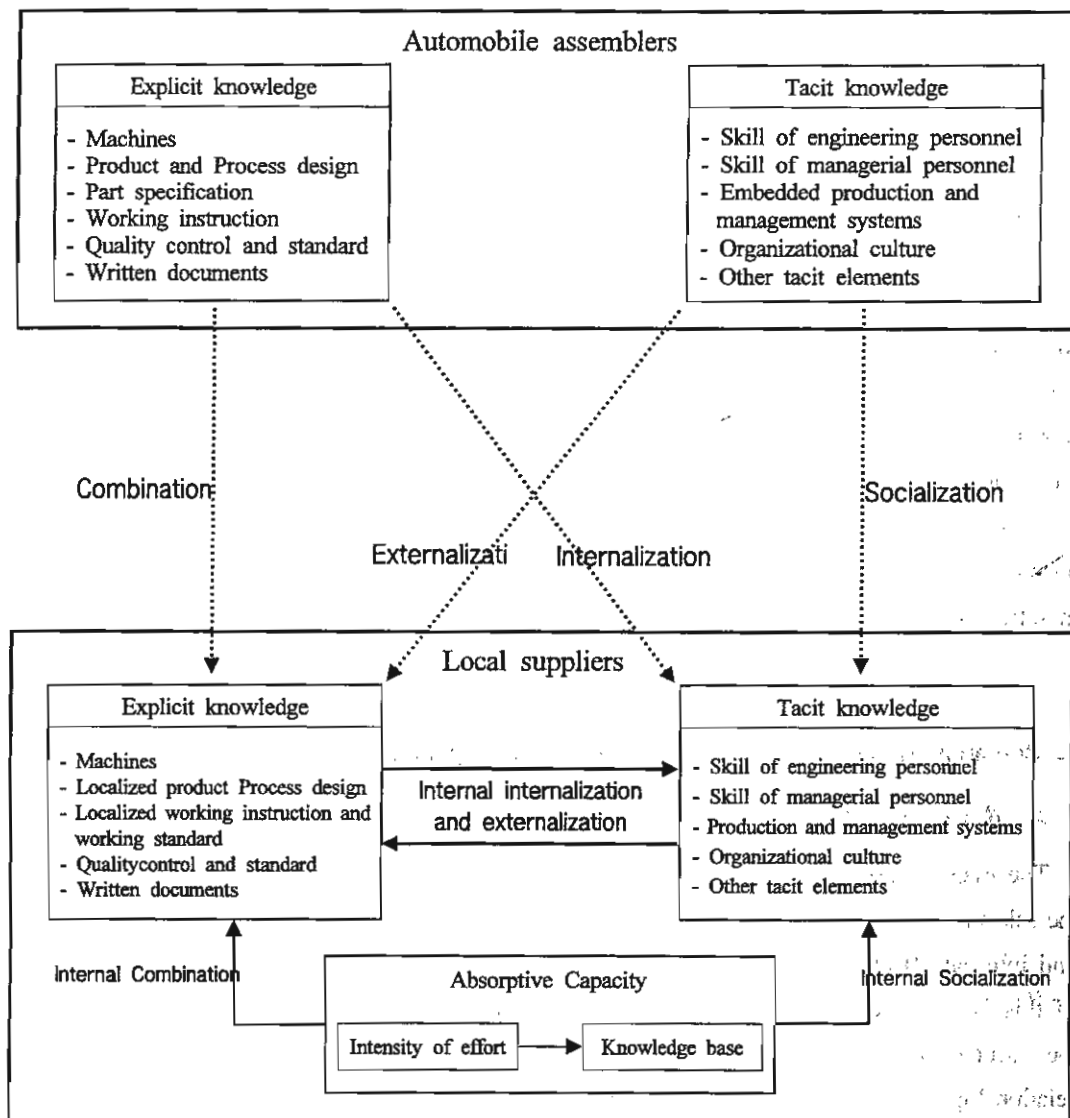 Automobile assemblers
Explicit knowledge
- Machines
- Product and Process design
- Part specification
- Working instruction
- Quality control and standard
- Written documents
Tacit knowledge
- Skill of engineering personnel
- Skill of managerial personnel
- Embedded production and
management systems
- Organizational culture
- Other tacit elements
Combination
Socialization
Externalizati
Internalization
Local suppliers
Explicit knowledge
- Machines
- Localized product Process design
- Localized working instruction and
working standard
- Qualitycontrol and standard
- Written documents
Internal internalization
and externalization
Tacit knowledge
- Skill of engineering personnel
- Skill of managerial personnel
- Production and management systems
- Organizational culture
- Other tacit elements
Internal Combination
Absorptive Capacity
Internal Socialization
Intensity of effort
Knowledge base